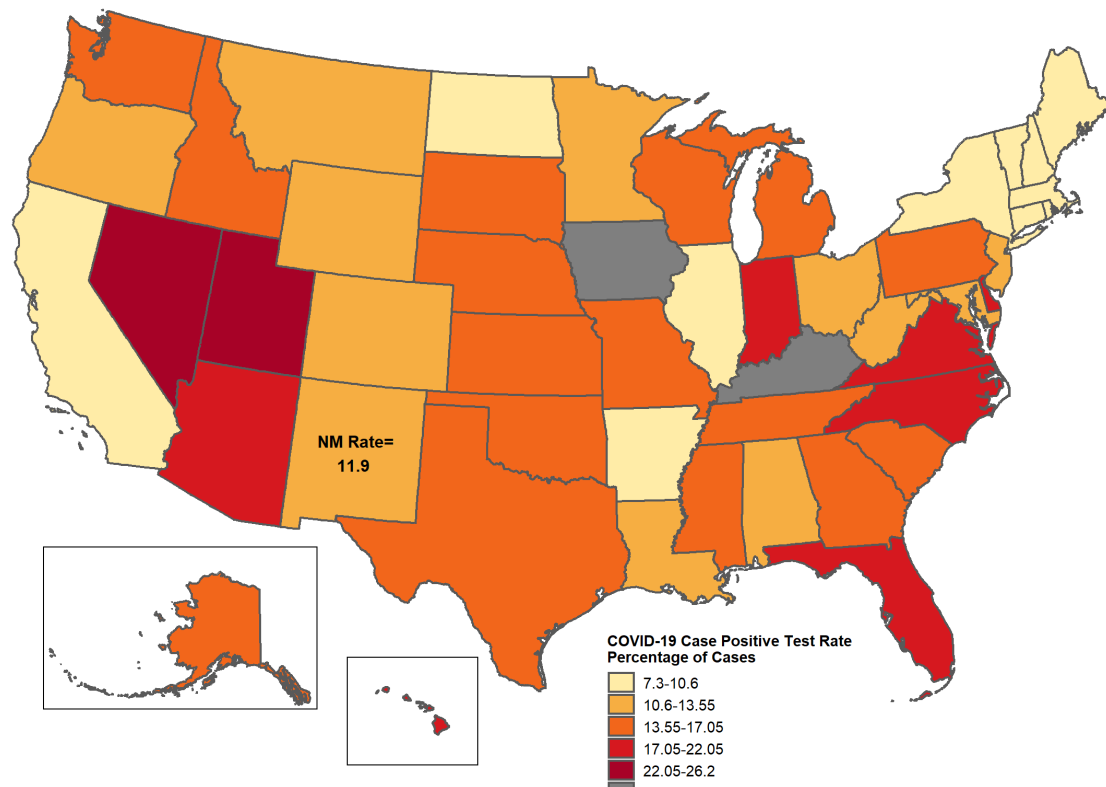 NM Rate=
11.9
COVID-19 Case Positive Test Rate
Percentage of Cases
7.3-10.6
10.6-13.55
13.55-17.05
17.05-22.05
22.05-26.2